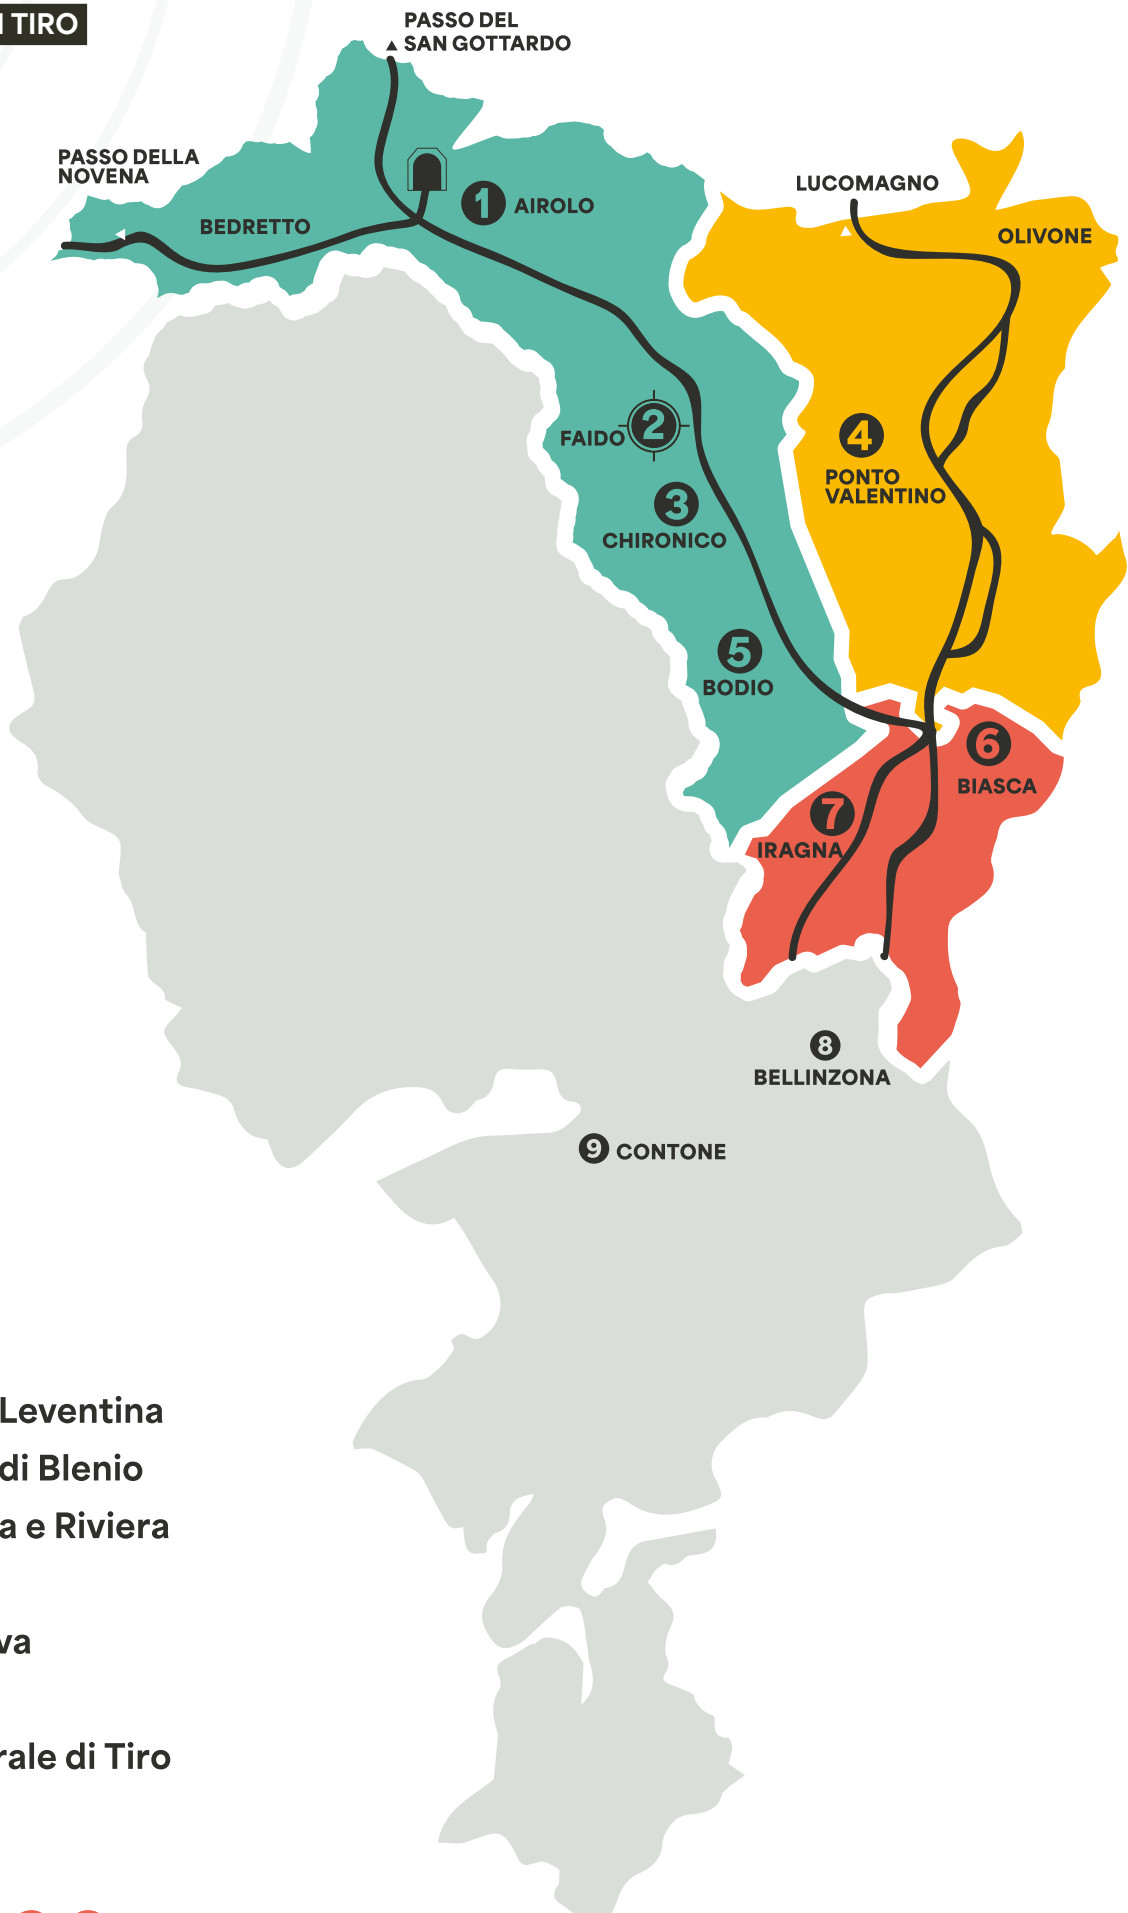 I TIRO
PASSO DEL
SAN GOTTARDO
PASSO DELLA
NOVENA
BEDRETTO
1 AIROLO
LUCOMAGNO
OLIVONE
2
FAIDO
3
CHIRONICO
4
PONTO
VALENTINO
5
BODIO
6
BIASCA
7
IRAGNA
8
BELLINZONA
9 CONTONE
Leventina
di Blenio
a e Riviera
va
rale di Tiro